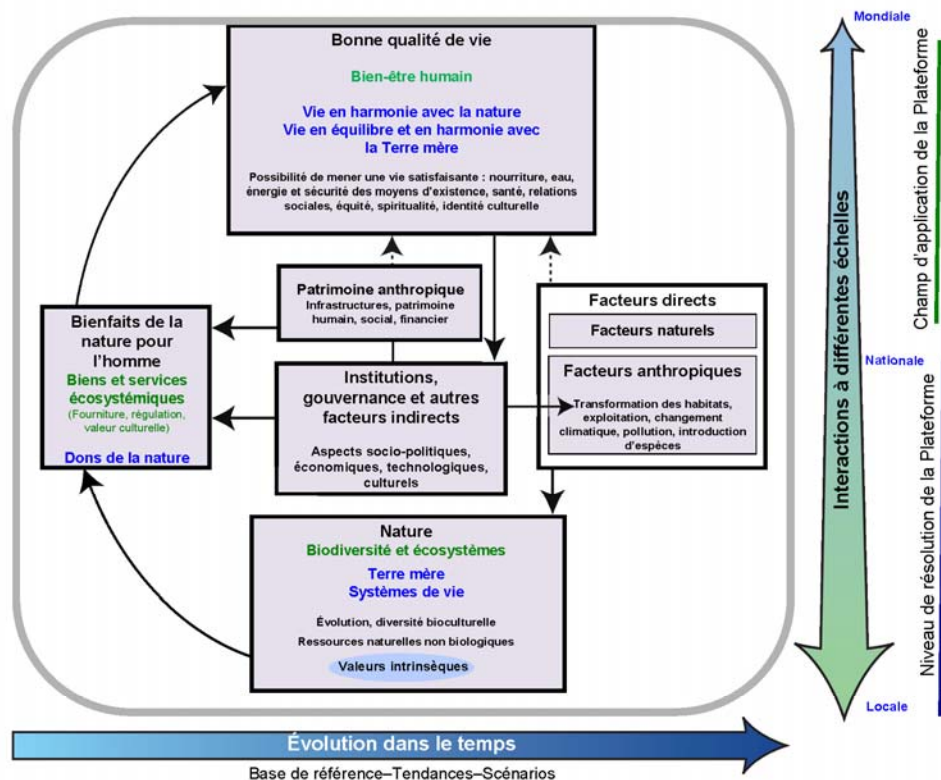 Bonne qualité de vie
Bien-être humain
Vie en harmonie avec la nature
Vie en équilibre et en harmonie avec
la Terre mère
Possibilité de mener une vie satisfaisante : nourriture, eau,
énergie et sécurité des moyens d'existence, santé, relations
sociales, équité, spiritualité, identité culturelle
Patrimoine anthropique
Infrastructures, patrimoine
humain, social, financier
Bienfaits de la
nature pour
l'homme
Biens et services
écosystémiques
(Fourniture, régulation,
valeur culturelle)
Dons de la nature
Institutions,
gouvernance et autres
facteurs indirects
Aspects socio-politiques,
économiques, technologiques,
culturels
Facteurs directs
Facteurs naturels
Facteurs anthropiques
Transformation des habitats,
exploitation, changement
climatique, pollution, introduction
d'espèces
Nature
Biodiversité et écosystèmes
Terre mère
Systèmes de vie
Évolution, diversité bioculturelle
Ressources naturelles non biologiques
Valeurs intrinsèques
Évolution dans le temps
Base de référence–Tendances–Scénarios
Mondiale
Nationale
Locale
Interactions à différentes échelles
Champ d'application de la Plateforme
Niveau de résolution de la Plateforme